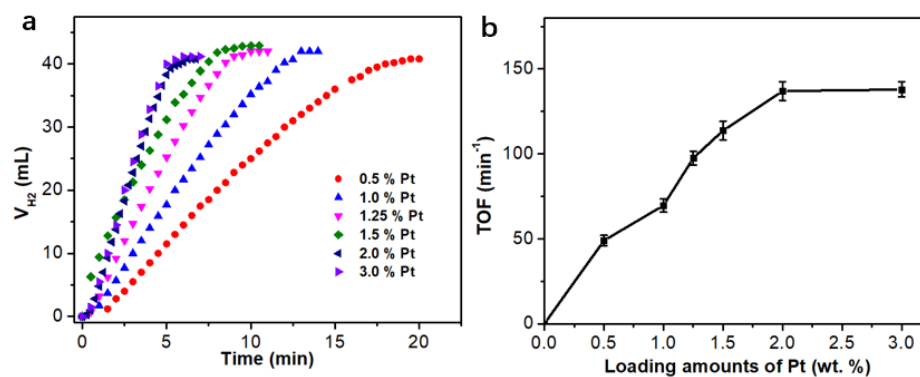 a
V_H2 (mL)
40
30
20
10
0
0.5 % Pt
1.0 % Pt
1.25 % Pt
1.5 % Pt
2.0 % Pt
3.0 % Pt
0 5 10 15 20
Time (min)
b
TOF (min⁻¹)
150
100
50
0
0.0 0.5 1.0 1.5 2.0 2.5 3.0
Loading amounts of Pt (wt. %)